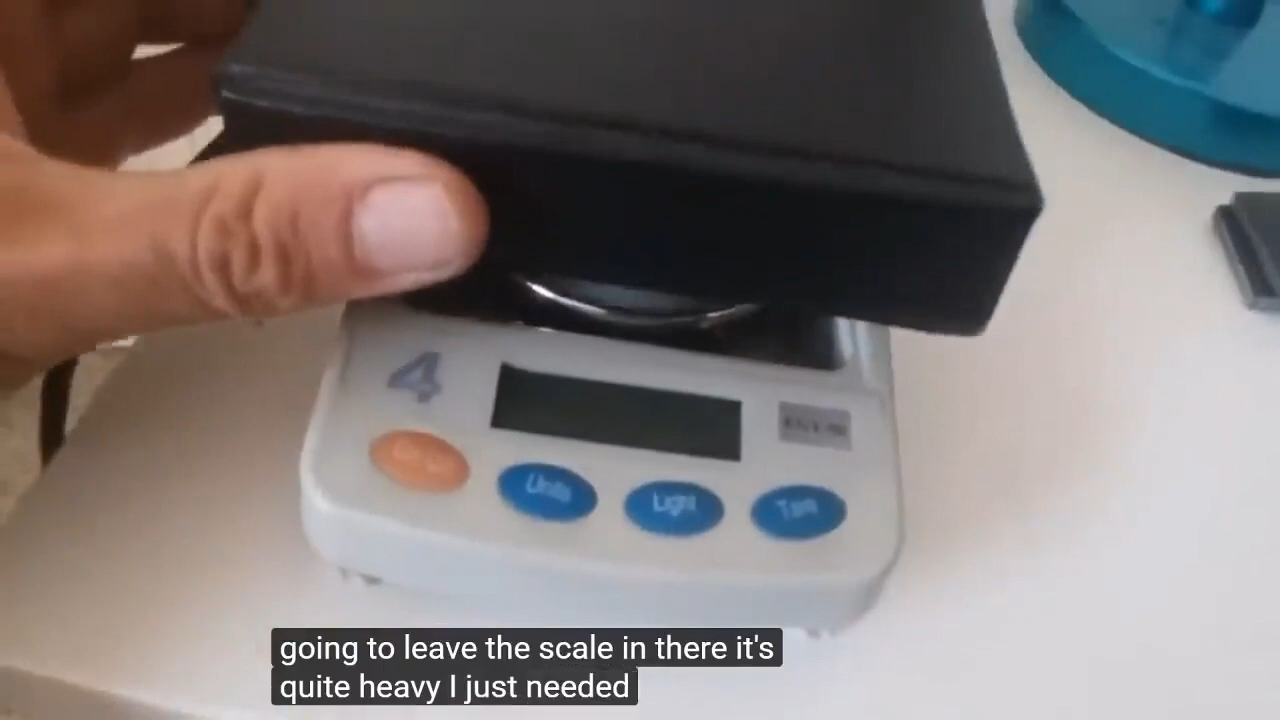 4
Units
Light
Tare
going to leave the scale in there it's
quite heavy I just needed